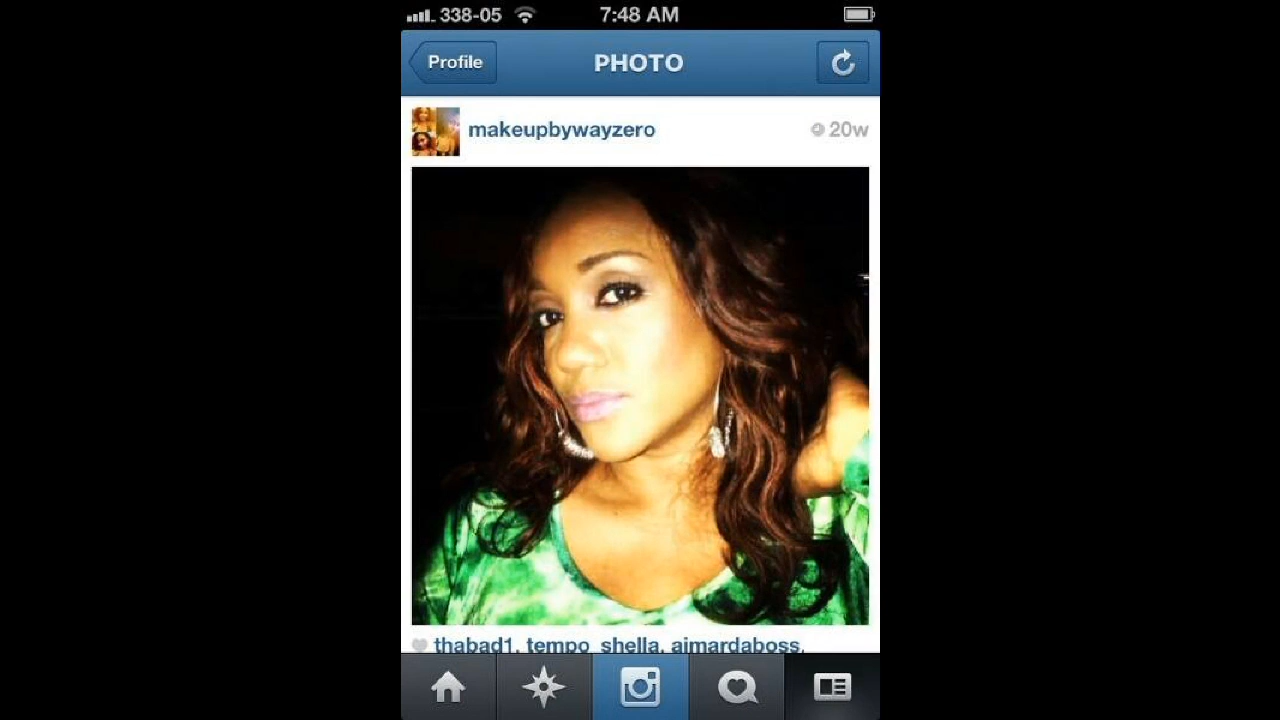 338-05 7:48 AM
Profile PHOTO
makeupbywayzero 20w
thabad1, tempo_shella, aimardaboss,